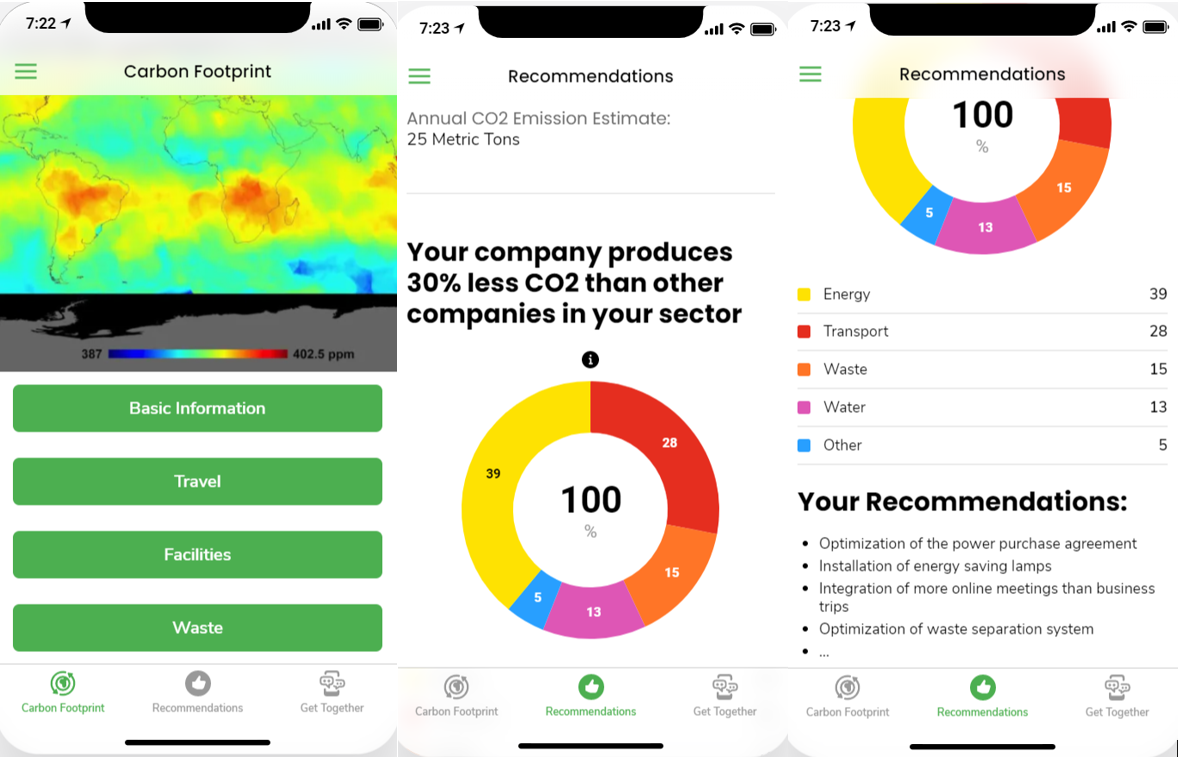 7:22
Carbon Footprint
387
402.5 ppm
Basic Information
Travel
Facilities
Waste
Carbon Footprint
Recommendations
Get Together
7:23
Recommendations
Annual CO2 Emission Estimate:
25 Metric Tons
Your company produces
30% less CO2 than other
companies in your sector
i
39
28
100
%
15
5
13
Carbon Footprint
Recommendations
Get Together
7:23
Recommendations
100
%
15
5
13
Energy 39
Transport 28
Waste 15
Water 13
Other 5
Your Recommendations:
• Optimization of the power purchase agreement
• Installation of energy saving lamps
• Integration of more online meetings than business
trips
• Optimization of waste separation system
• ...
Carbon Footprint
Recommendations
Get Together